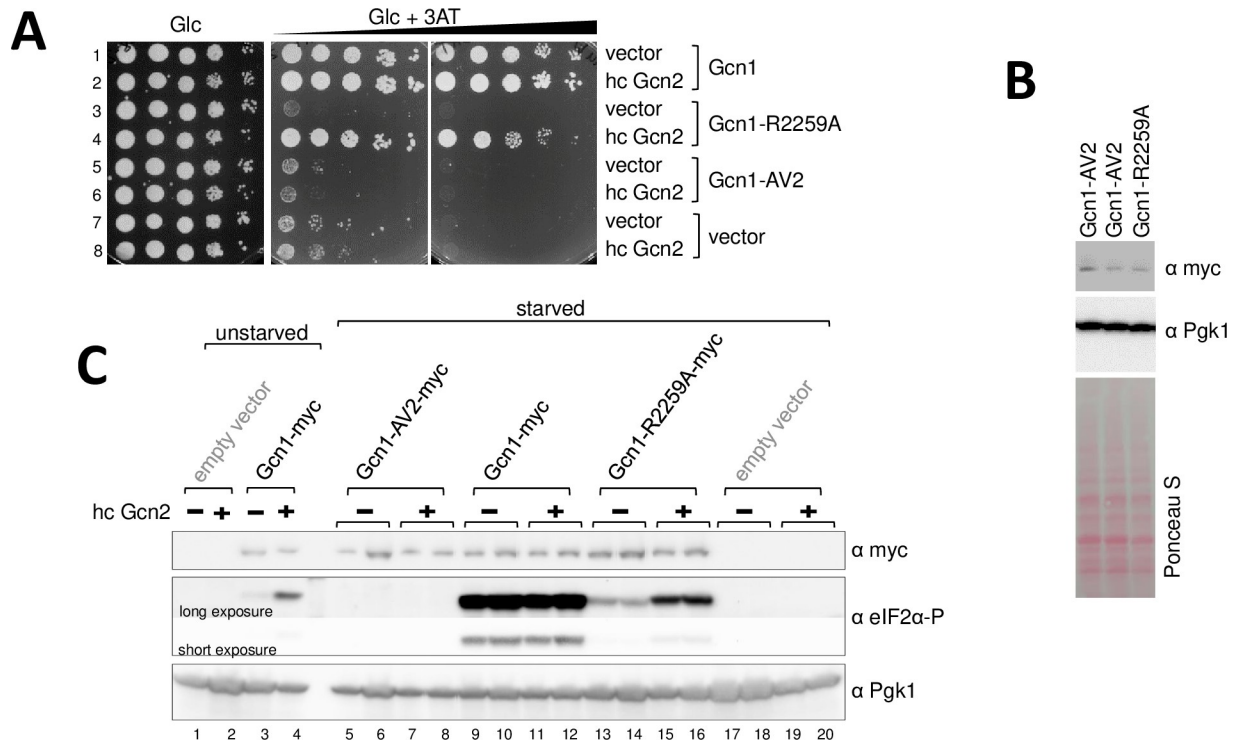 A
Glc
Glc + 3AT
1
2
3
4
5
6
7
8
vector
hc Gcn2
Gcn1
vector
hc Gcn2
Gcn1-R2259A
vector
hc Gcn2
Gcn1-AV2
vector
hc Gcn2
vector
B
Gcn1-AV2
Gcn1-AV2
Gcn1-R2259A
α myc
α Pgk1
Ponceau S
C
unstarved
starved
empty vector
Gcn1-myc
Gcn1-AV2-myc
Gcn1-myc
Gcn1-R2259A-myc
empty vector
hc Gcn2 − + − + − + − + − + − +
α myc
long exposure
short exposure
α eIF2α-P
α Pgk1
1 2 3 4 5 6 7 8 9 10 11 12 13 14 15 16 17 18 19 20